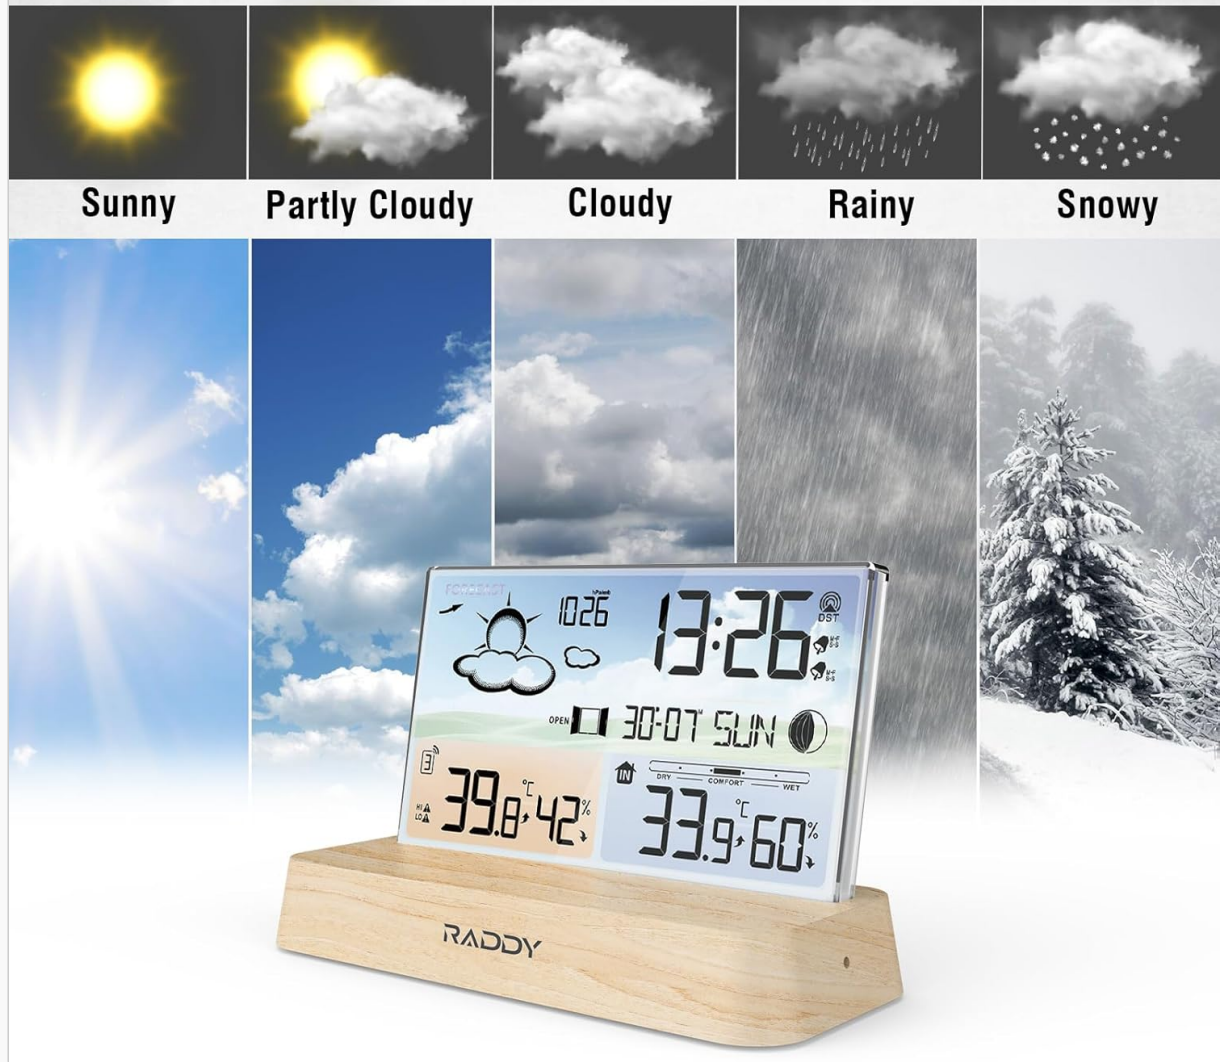 Sunny
Partly Cloudy
Cloudy
Rainy
Snowy
FORECAST
1026
13:26
DST
M-F
S-S
M-F
S-S
OPEN
30-07 SUN
3
IN
DRY COMFORT WET
HI
LO
39.8°C 42%
33.9°C 60%
RADDY